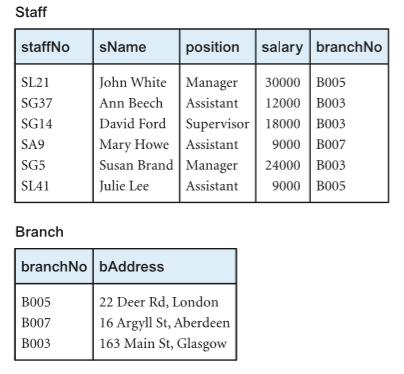 Staff
staffNo sName position salary branchNo
SL21 John White Manager 30000 B005
SG37 Ann Beech Assistant 12000 B003
SG14 David Ford Supervisor 18000 B003
SA9 Mary Howe Assistant 9000 B007
SG5 Susan Brand Manager 24000 B003
SL41 Julie Lee Assistant 9000 B005
Branch
branchNo bAddress
B005 22 Deer Rd, London
B007 16 Argyll St, Aberdeen
B003 163 Main St, Glasgow